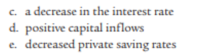 c. a decrease in the interest rate
d. positive capital inflows
e. decreased private saving rates